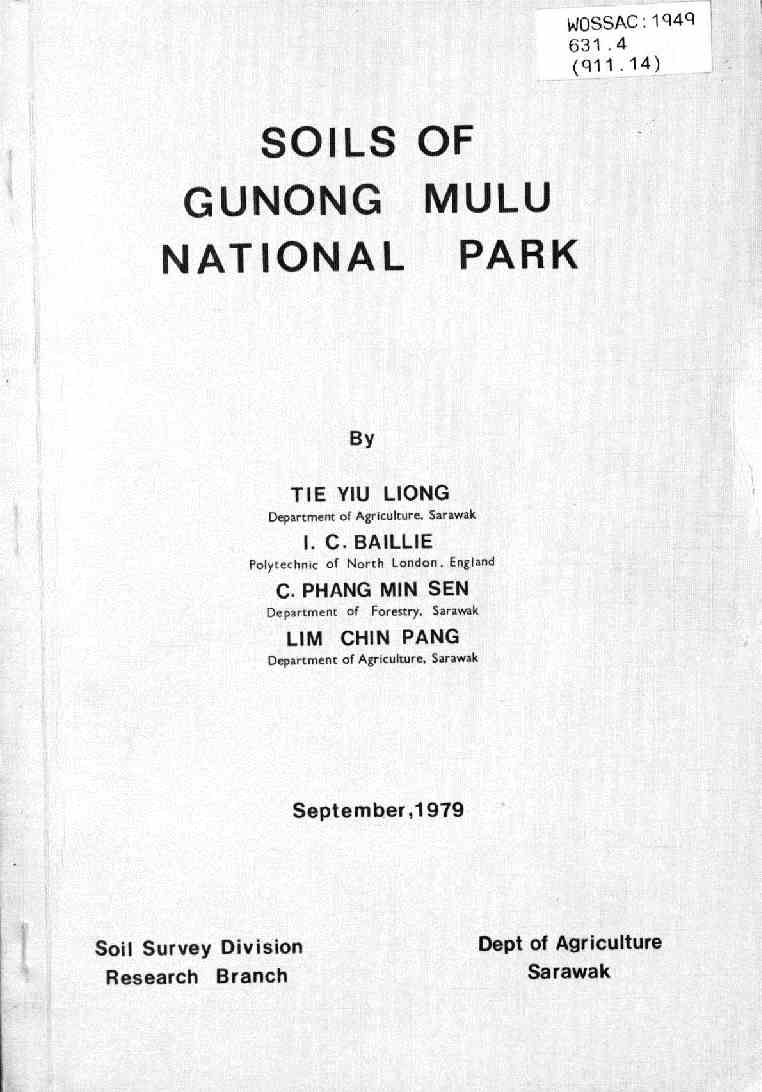 WOSSAC: 1949
631.4
(911.14)
SOILS OF
GUNONG MULU
NATIONAL PARK
By
TIE YIU LIONG
Department of Agriculture, Sarawak
I. C. BAILLIE
Polytechnic of North London, England
C. PHANG MIN SEN
Department of Forestry, Sarawak
LIM CHIN PANG
Department of Agriculture, Sarawak
September,1979
Soil Survey Division
Research Branch
Dept of Agriculture
Sarawak